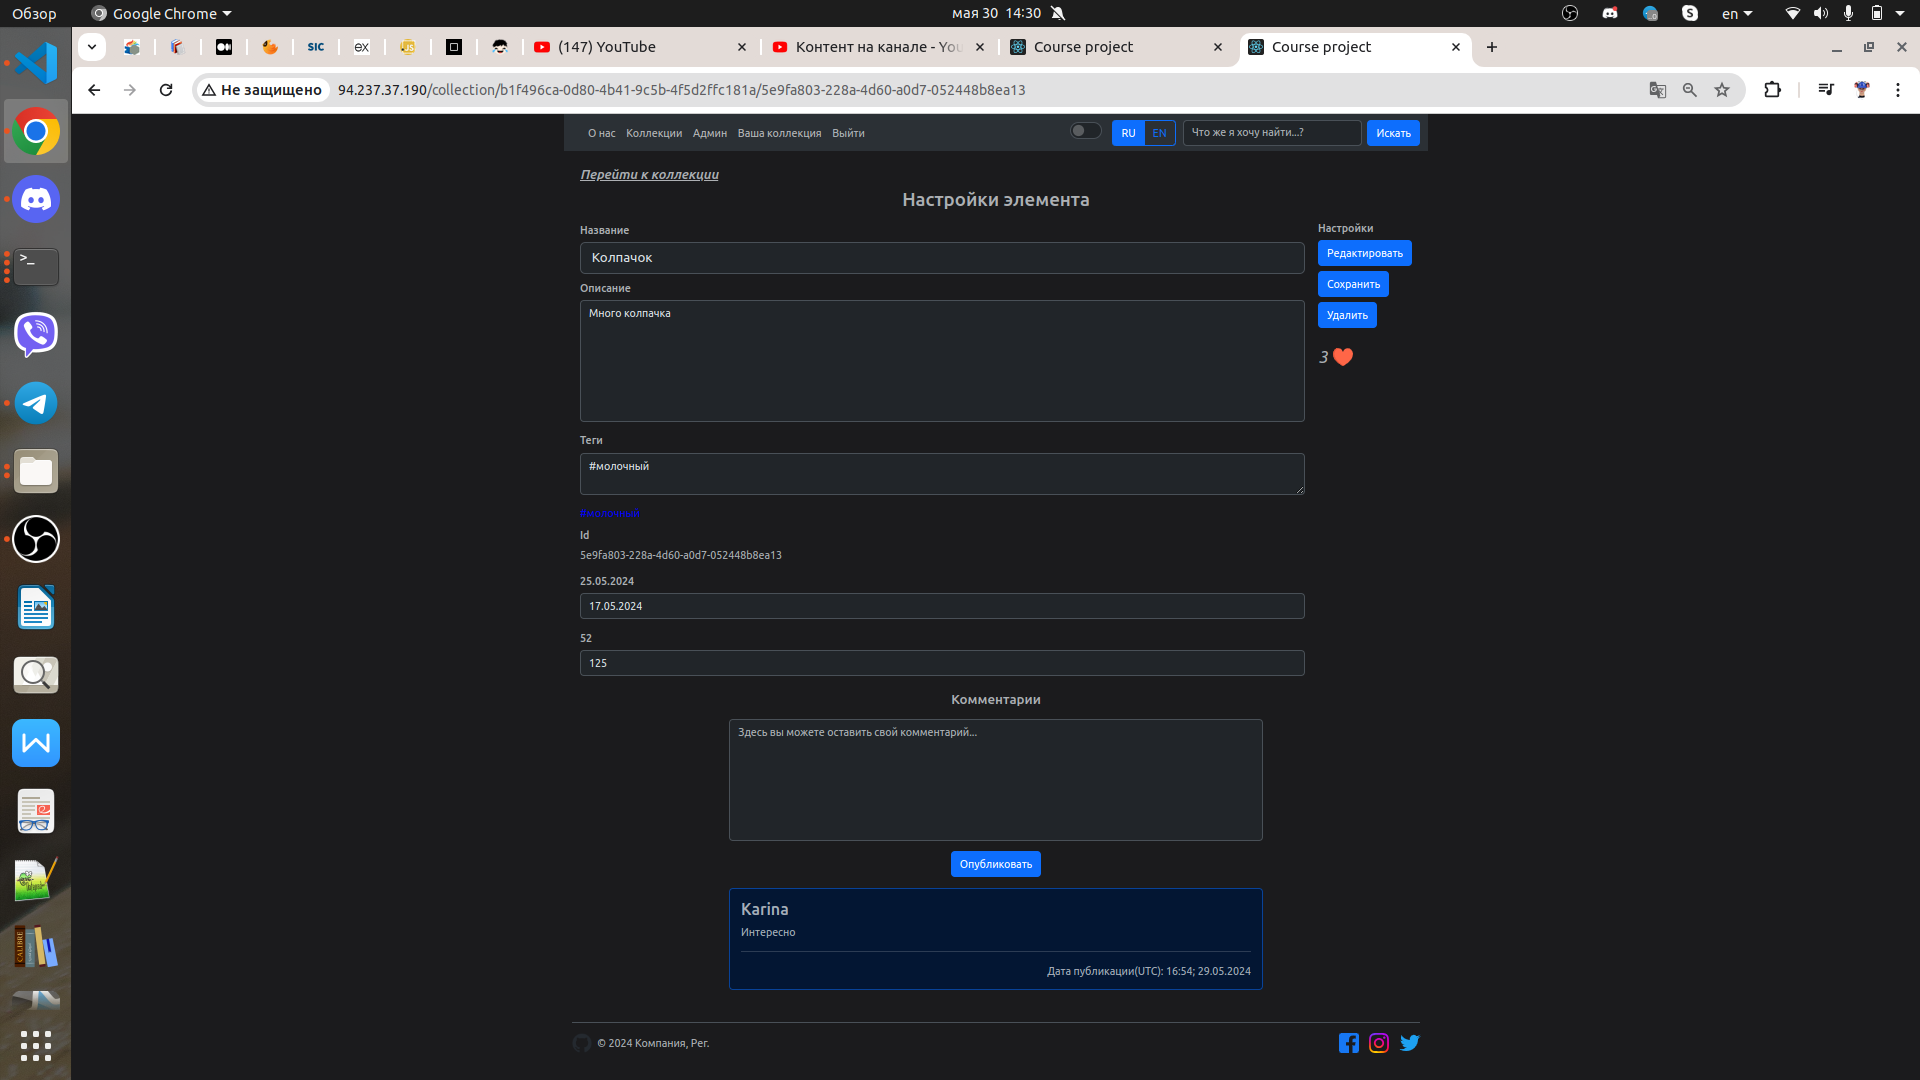 Обзор
Google Chrome
мая 30 14:30
en
SIC
ex
JS
(147) YouTube
Контент на канале - You
Course project
Course project
Не защищено
94.237.37.190/collection/b1f496ca-0d80-4b41-9c5b-4f5d2ffc181a/5e9fa803-228a-4d60-a0d7-052448b8ea13
О нас
Коллекции
Админ
Ваша коллекция
Выйти
RU
EN
Что же я хочу найти...?
Искать
Перейти к коллекции
Настройки элемента
Название
Настройки
Колпачок
Редактировать
Описание
Сохранить
Много колпачка
Удалить
3
Теги
#молочный
Id
5e9fa803-228a-4d60-a0d7-052448b8ea13
25.05.2024
17.05.2024
52
125
Комментарии
Здесь вы можете оставить свой комментарий...
Опубликовать
Karina
Интересно
Дата публикации(UTC): 16:54; 29.05.2024
© 2024 Компания, Рег.
CALIBRE